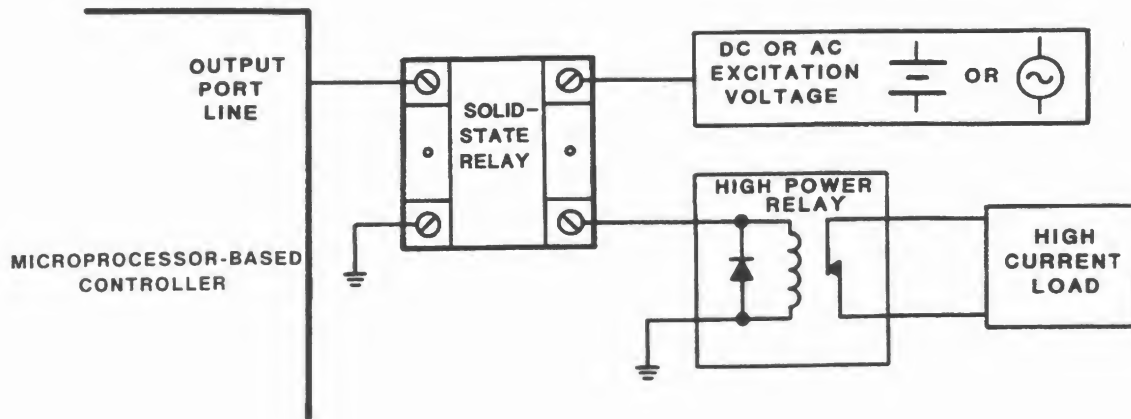 OUTPUT
PORT
LINE
MICROPROCESSOR-BASED
CONTROLLER
SOLID-
STATE
RELAY
DC OR AC
EXCITATION
VOLTAGE
OR
HIGH POWER
RELAY
HIGH
CURRENT
LOAD